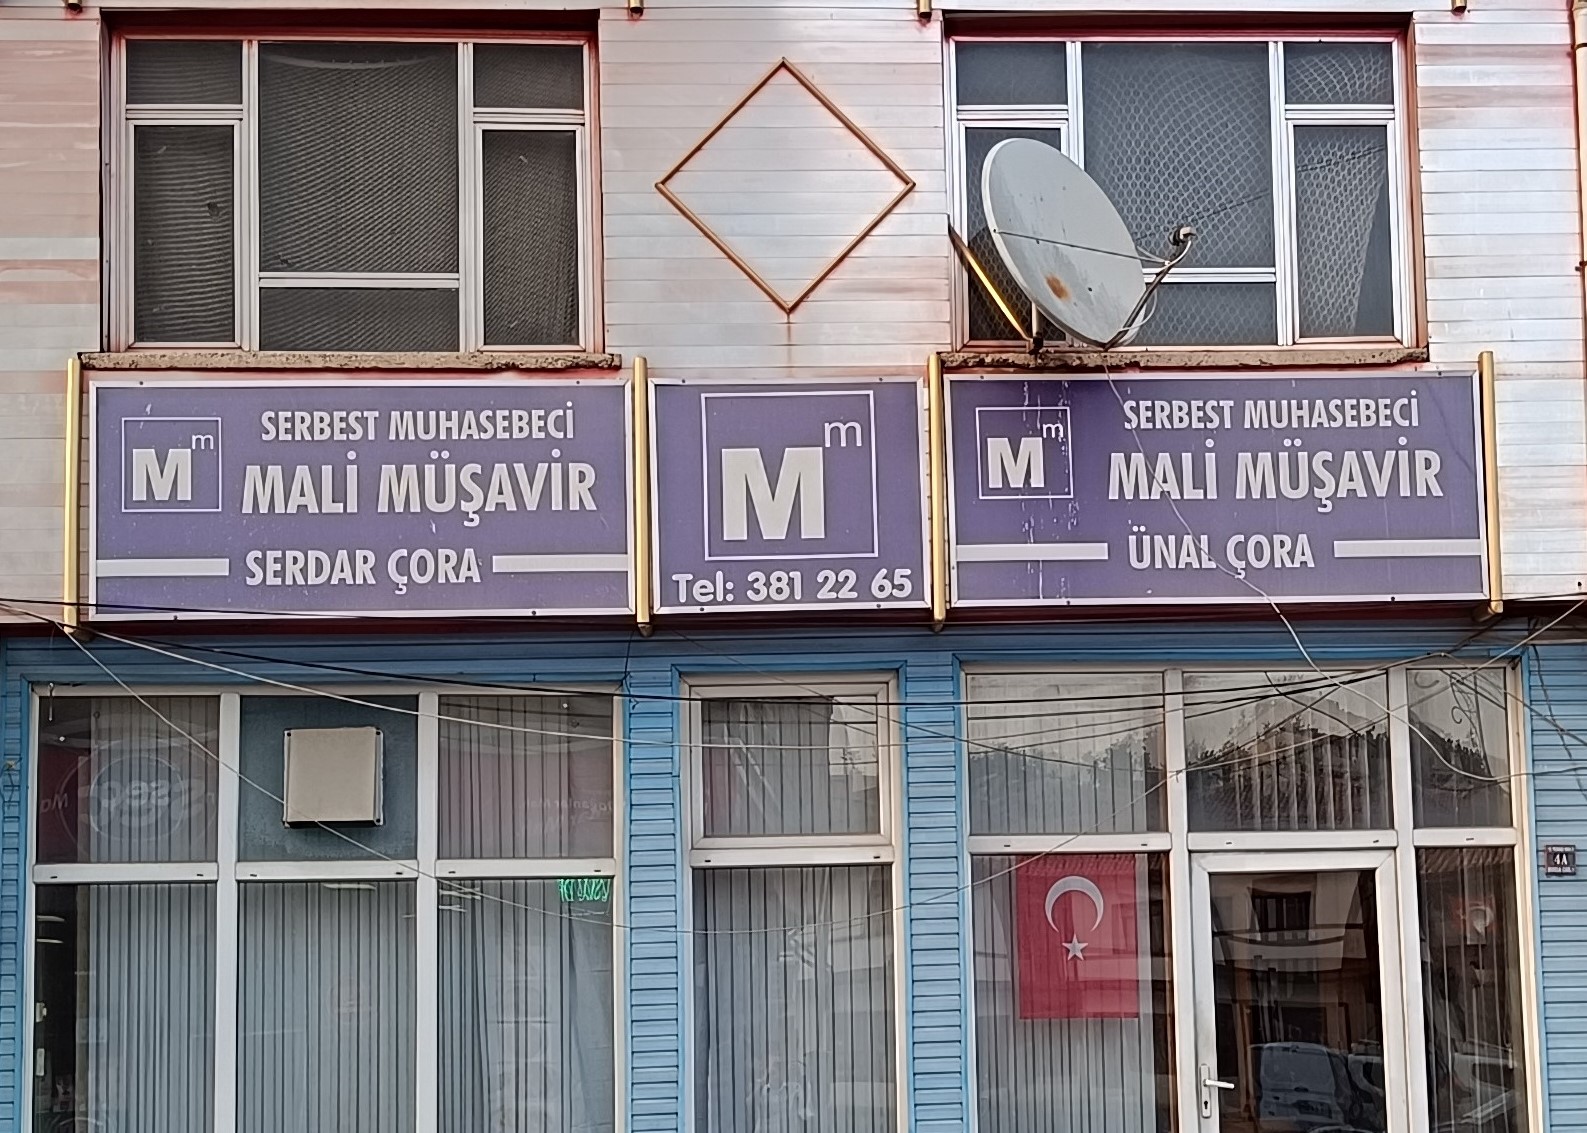 Mm
SERBEST MUHASEBECİ
MALİ MÜŞAVİR
SERDAR ÇORA
Mm
Tel: 381 22 65
Mm
SERBEST MUHASEBECİ
MALİ MÜŞAVİR
ÜNAL ÇORA
4A